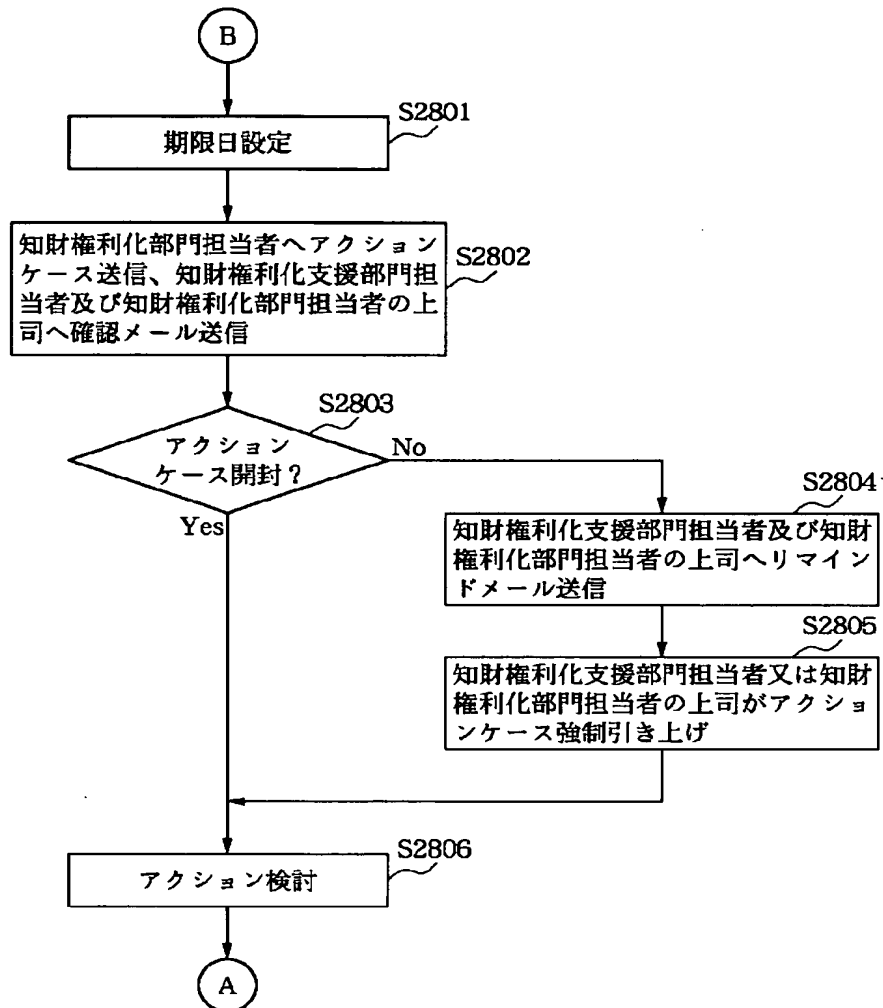 B
S2801
期限日設定
S2802
知財権利化部門担当者へアクション
ケース送信、知財権利化支援部門担
当者及び知財権利化部門担当者の上
司へ確認メール送信
S2803
アクション
ケース開封？
No
Yes
S2804
知財権利化支援部門担当者及び知財
権利化部門担当者の上司へリマイン
ドメール送信
S2805
知財権利化支援部門担当者又は知財
権利化部門担当者の上司がアクショ
ンケース強制引き上げ
S2806
アクション検討
A